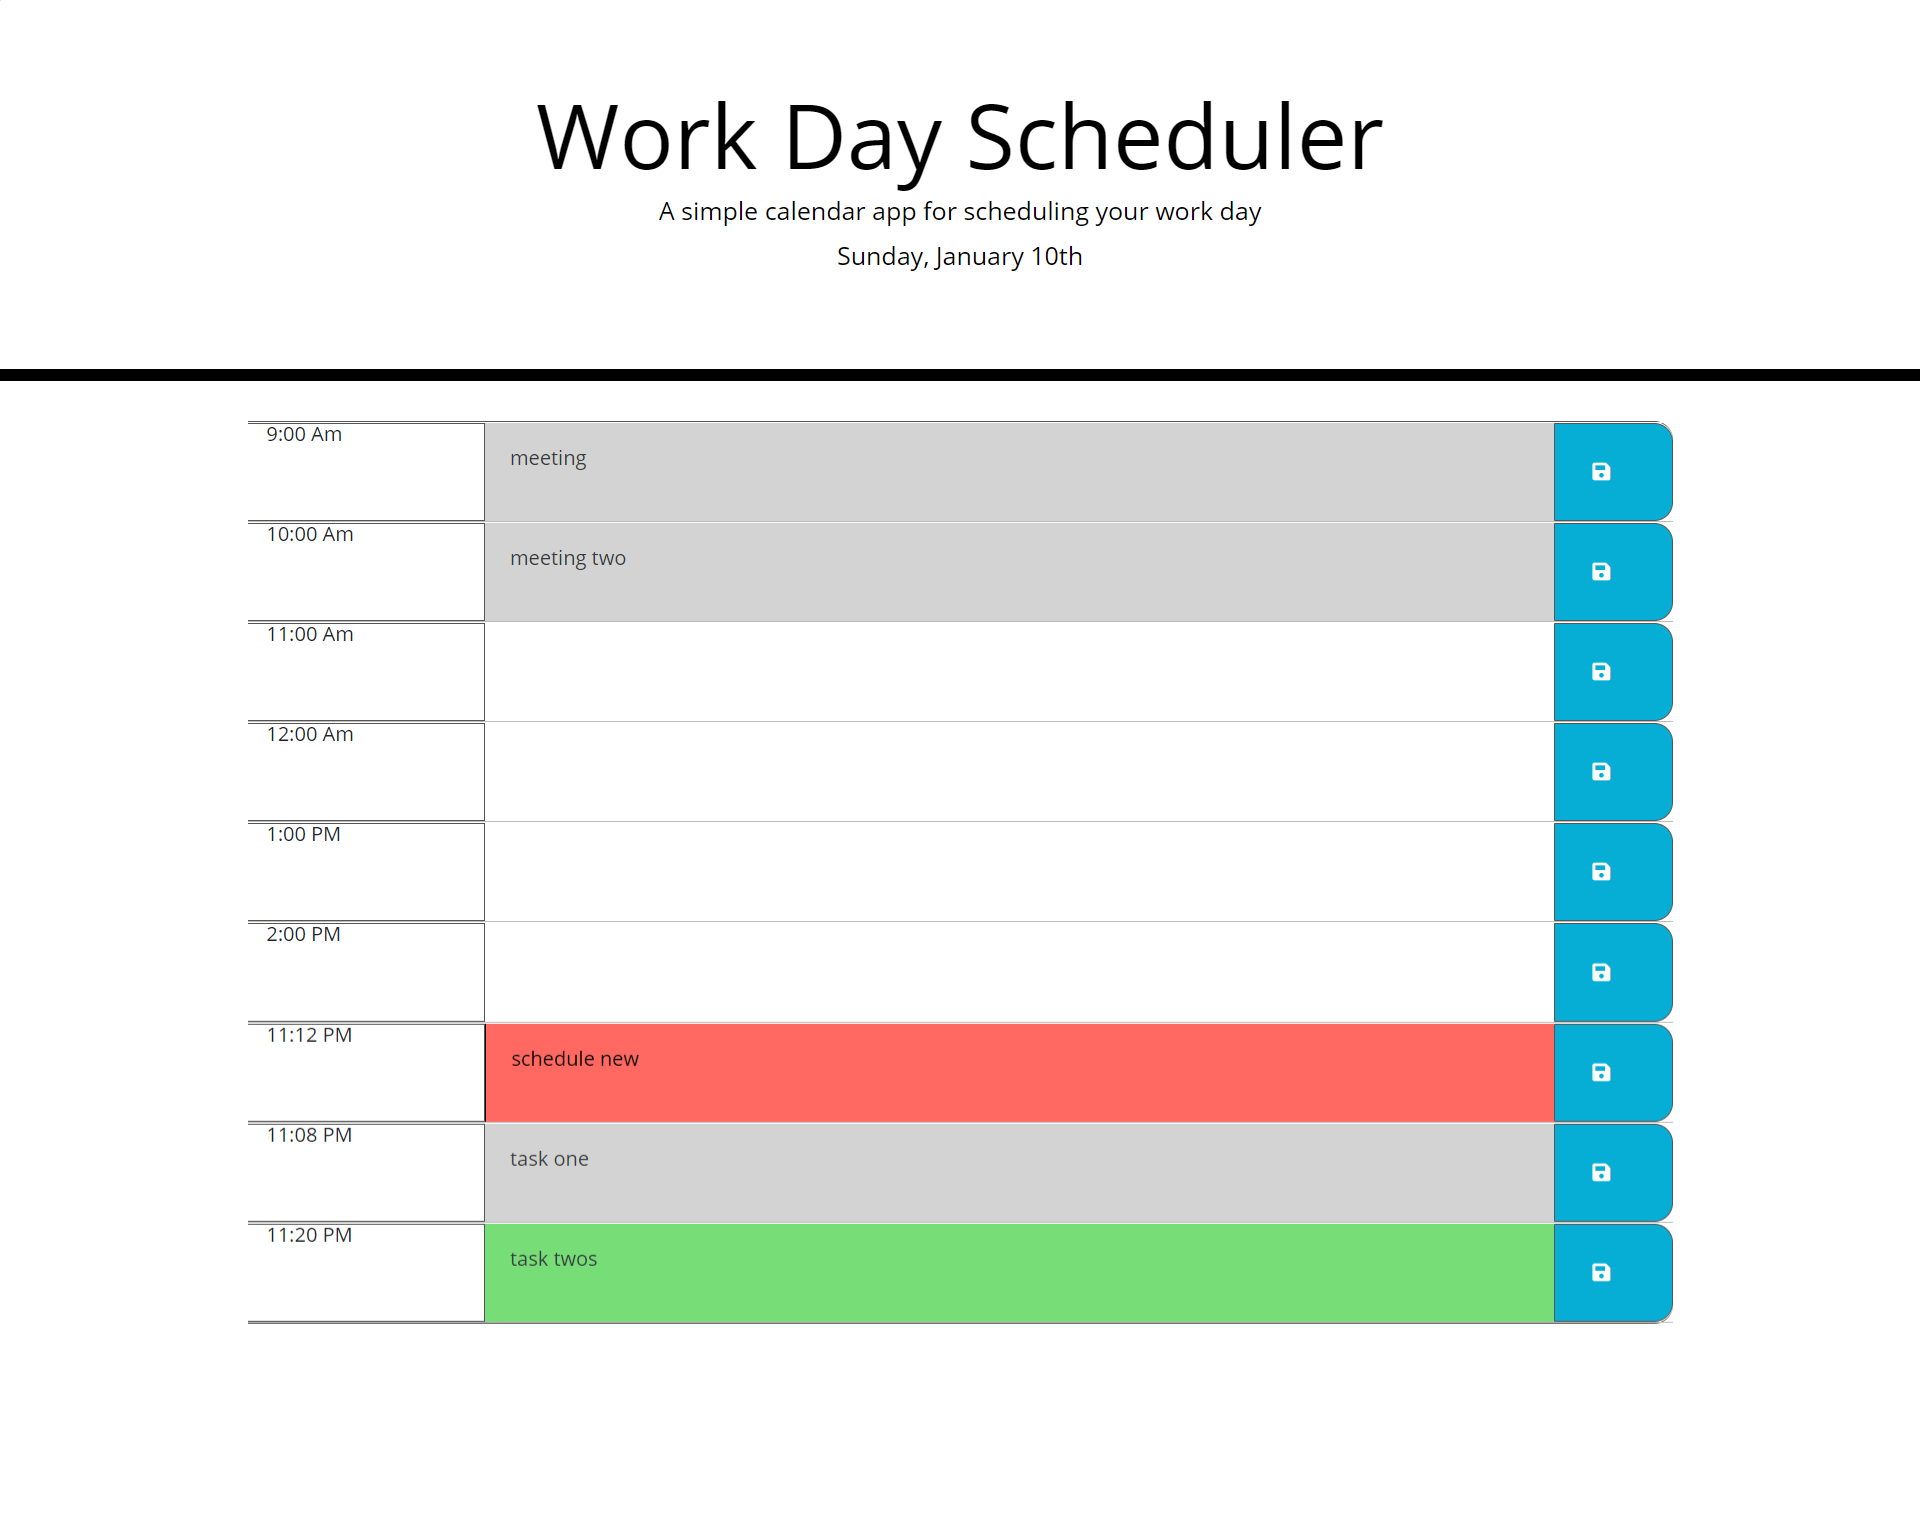 Work Day Scheduler
A simple calendar app for scheduling your work day
Sunday, January 10th
9:00 Am
meeting
10:00 Am
meeting two
11:00 Am
12:00 Am
1:00 PM
2:00 PM
11:12 PM
schedule new
11:08 PM
task one
11:20 PM
task twos